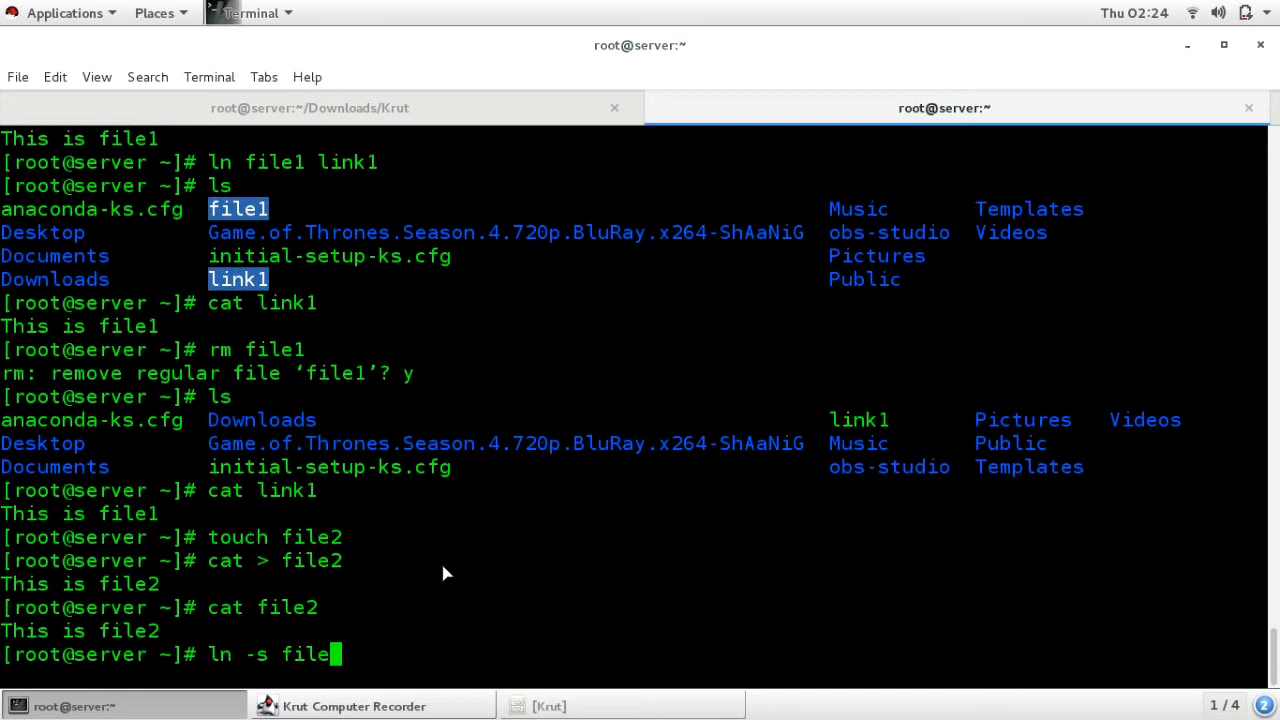 Applications Places Terminal Thu 02:24
root@server:~
File Edit View Search Terminal Tabs Help
root@server:~/Downloads/Krut root@server:~
This is file1
[root@server ~]# ln file1 link1
[root@server ~]# ls
anaconda-ks.cfg file1 Music Templates
Desktop Game.of.Thrones.Season.4.720p.BluRay.x264-ShAaNiG obs-studio Videos
Documents initial-setup-ks.cfg Pictures
Downloads link1 Public
[root@server ~]# cat link1
This is file1
[root@server ~]# rm file1
rm: remove regular file ‘file1’? y
[root@server ~]# ls
anaconda-ks.cfg Downloads link1 Pictures Videos
Desktop Game.of.Thrones.Season.4.720p.BluRay.x264-ShAaNiG Music Public
Documents initial-setup-ks.cfg obs-studio Templates
[root@server ~]# cat link1
This is file1
[root@server ~]# touch file2
[root@server ~]# cat > file2
This is file2
[root@server ~]# cat file2
This is file2
[root@server ~]# ln -s file
root@server:~ Krut Computer Recorder [Krut] 1 / 4 2